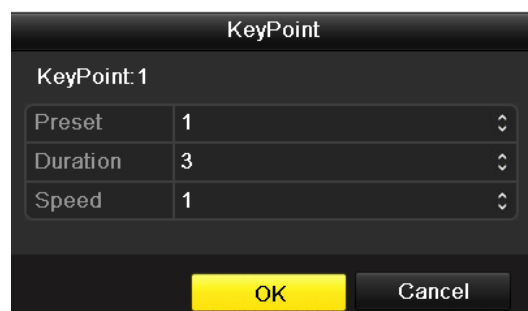 KeyPoint
KeyPoint:1
Preset 1
Duration 3
Speed 1
OK Cancel